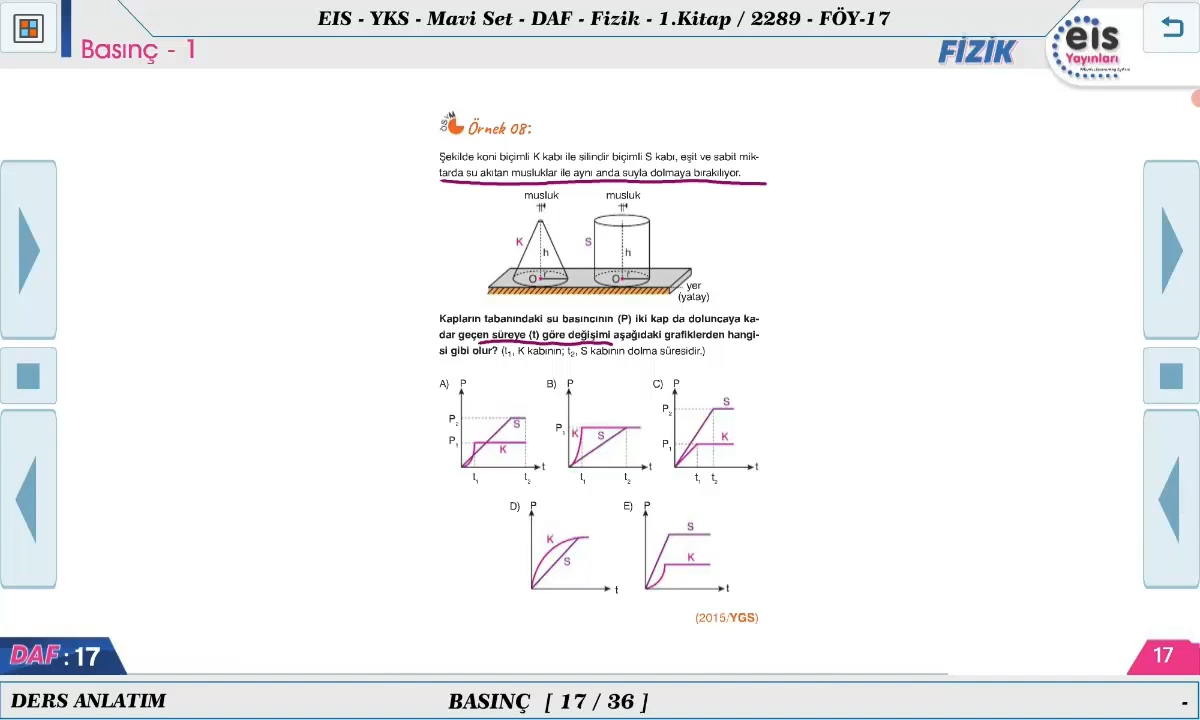 EIS - YKS - Mavi Set - DAF - Fizik - 1.Kitap / 2289 - FÖY-17
Basınç - 1
FİZİK
eis
Yayınları
ÖSYM
Örnek 08:
Şekilde koni biçimli K kabı ile silindir biçimli S kabı, eşit ve sabit mik-
tarda su akıtan musluklar ile aynı anda suyla dolmaya bırakılıyor.
musluk musluk
K h O r
S h O r
yer
(yatay)
Kapların tabanındaki su basıncının (P) iki kap da doluncaya ka-
dar geçen süreye (t) göre değişimi aşağıdaki grafiklerden hangi-
si gibi olur? (t₁, K kabının; t₂, S kabının dolma süresidir.)
A) P P₂ P₁ S K t t₁ t₂
B) P P₁ K S t t₁ t₂
C) P P₂ P₁ S K t t₁ t₂
D) P K S t
E) P S K t
(2015/YGS)
DAF : 17
17
DERS ANLATIM
BASINÇ [ 17 / 36 ]
-